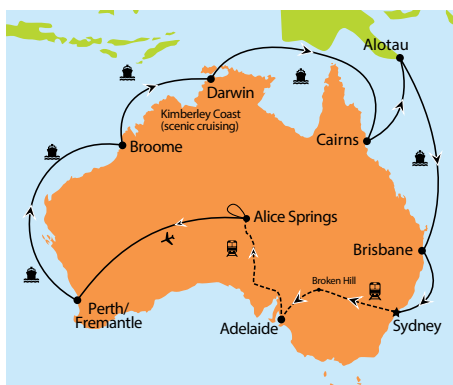 Alotau
Darwin
Kimberley Coast
(scenic cruising)
Cairns
Broome
Alice Springs
Brisbane
Broken Hill
Perth/
Fremantle
Adelaide
Sydney